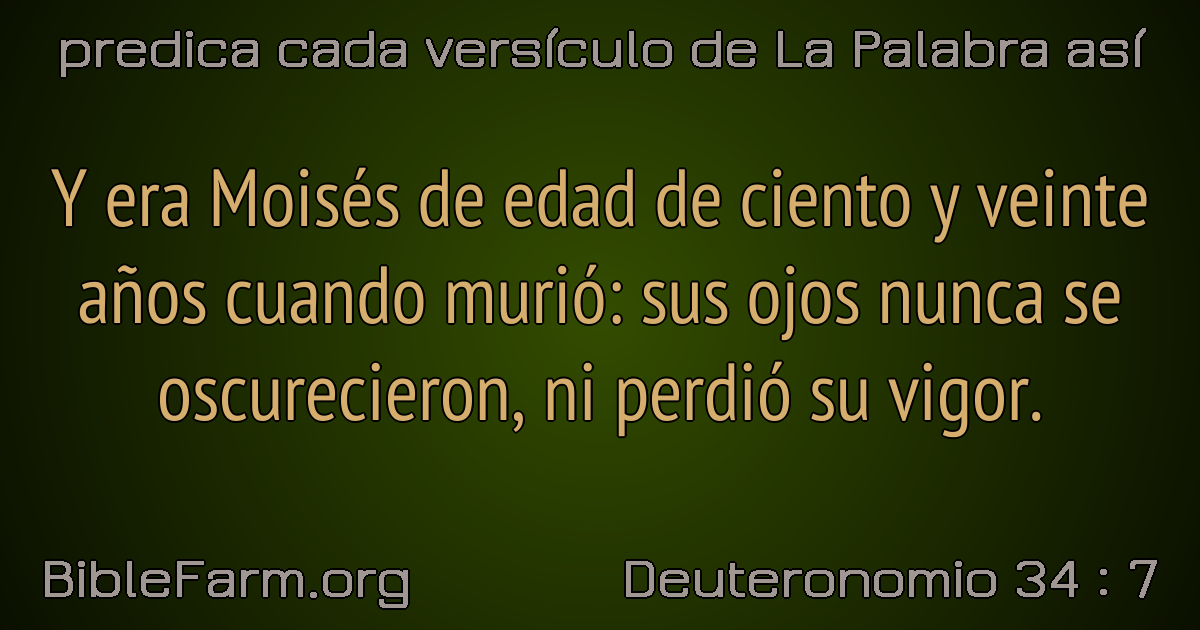 predica cada versículo de La Palabra así
Y era Moisés de edad de ciento y veinte
años cuando murió: sus ojos nunca se
oscurecieron, ni perdió su vigor.
BibleFarm.org
Deuteronomio 34 : 7